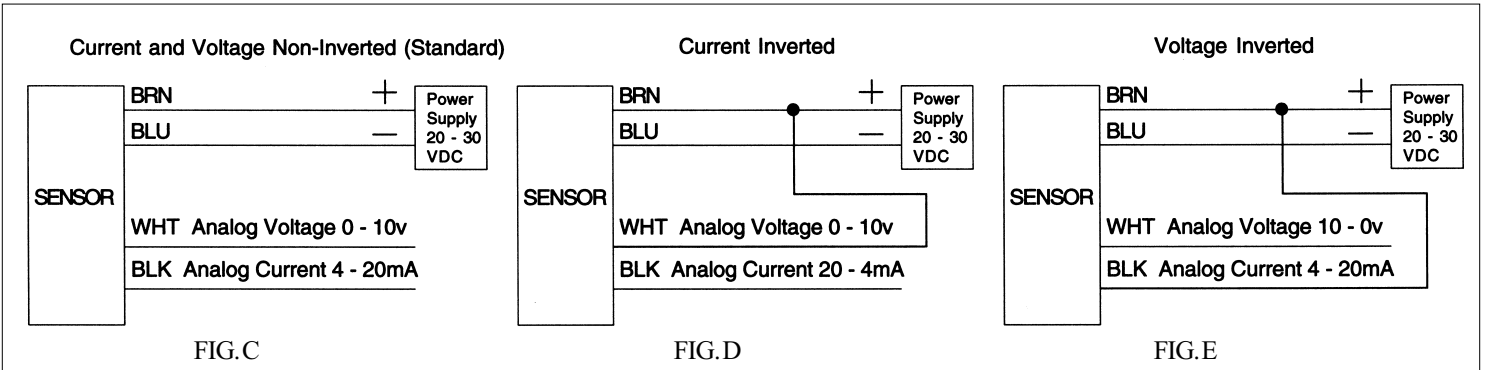 Current and Voltage Non-Inverted (Standard)
BRN
+
BLU
—
Power
Supply
20 - 30
VDC
SENSOR
WHT Analog Voltage 0 - 10v
BLK Analog Current 4 - 20mA
FIG.C
Current Inverted
BRN
+
BLU
—
Power
Supply
20 - 30
VDC
SENSOR
WHT Analog Voltage 0 - 10v
BLK Analog Current 20 - 4mA
FIG.D
Voltage Inverted
BRN
+
BLU
—
Power
Supply
20 - 30
VDC
SENSOR
WHT Analog Voltage 10 - 0v
BLK Analog Current 4 - 20mA
FIG.E